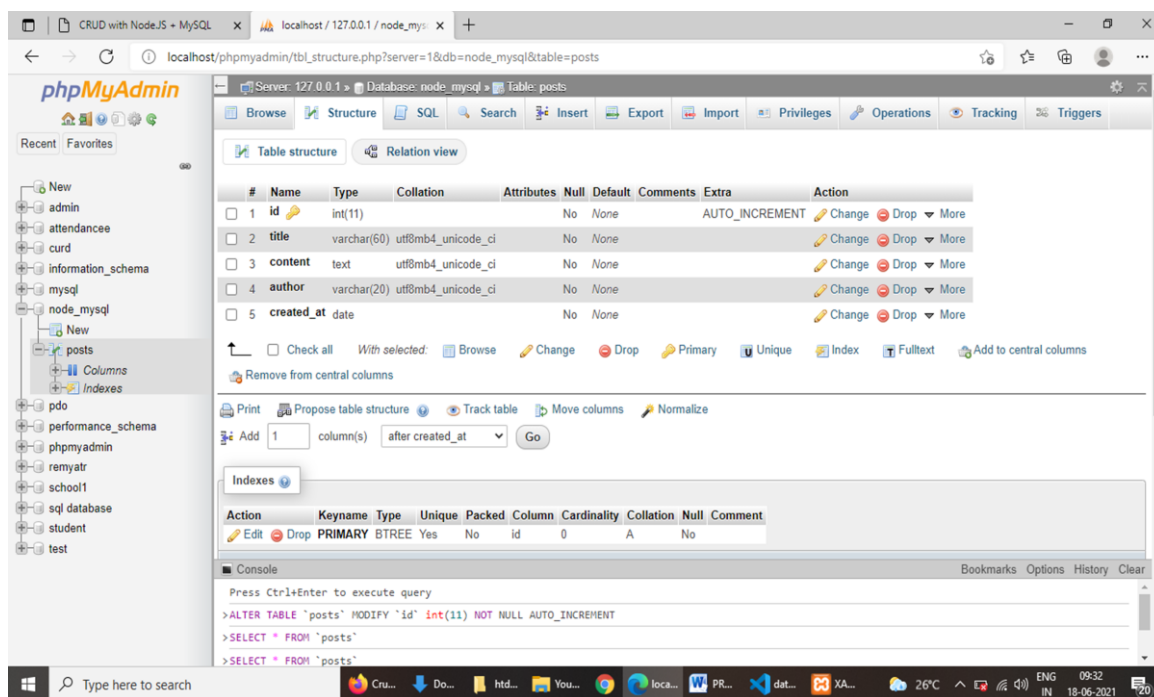 CRUD with NodeJS + MySQL
localhost / 127.0.0.1 / node_mys
localhost/phpmyadmin/tbl_structure.php?server=1&db=node_mysql&table=posts
phpMyAdmin
Recent Favorites
New
admin
attendancee
curd
information_schema
mysql
node_mysql
New
posts
Columns
Indexes
pdo
performance_schema
phpmyadmin
remyatr
school1
sql database
student
test
Server: 127.0.0.1 » Database: node_mysql » Table: posts
Browse Structure SQL Search Insert Export Import Privileges Operations Tracking Triggers
Table structure Relation view
# Name Type Collation Attributes Null Default Comments Extra Action
1 id int(11) No None AUTO_INCREMENT Change Drop More
2 title varchar(60) utf8mb4_unicode_ci No None Change Drop More
3 content text utf8mb4_unicode_ci No None Change Drop More
4 author varchar(20) utf8mb4_unicode_ci No None Change Drop More
5 created_at date No None Change Drop More
Check all With selected: Browse Change Drop Primary Unique Index Fulltext Add to central columns
Remove from central columns
Print Propose table structure Track table Move columns Normalize
Add 1 column(s) after created_at Go
Indexes
Action Keyname Type Unique Packed Column Cardinality Collation Null Comment
Edit Drop PRIMARY BTREE Yes No id 0 A No
Console Bookmarks Options History Clear
Press Ctrl+Enter to execute query
>ALTER TABLE `posts` MODIFY `id` int(11) NOT NULL AUTO_INCREMENT
>SELECT * FROM `posts`
>SELECT * FROM `posts`
Type here to search Cru... Do... htd... You... loca... PR... dat... XA... 26°C ENG 09:32
IN 18-06-2021 20